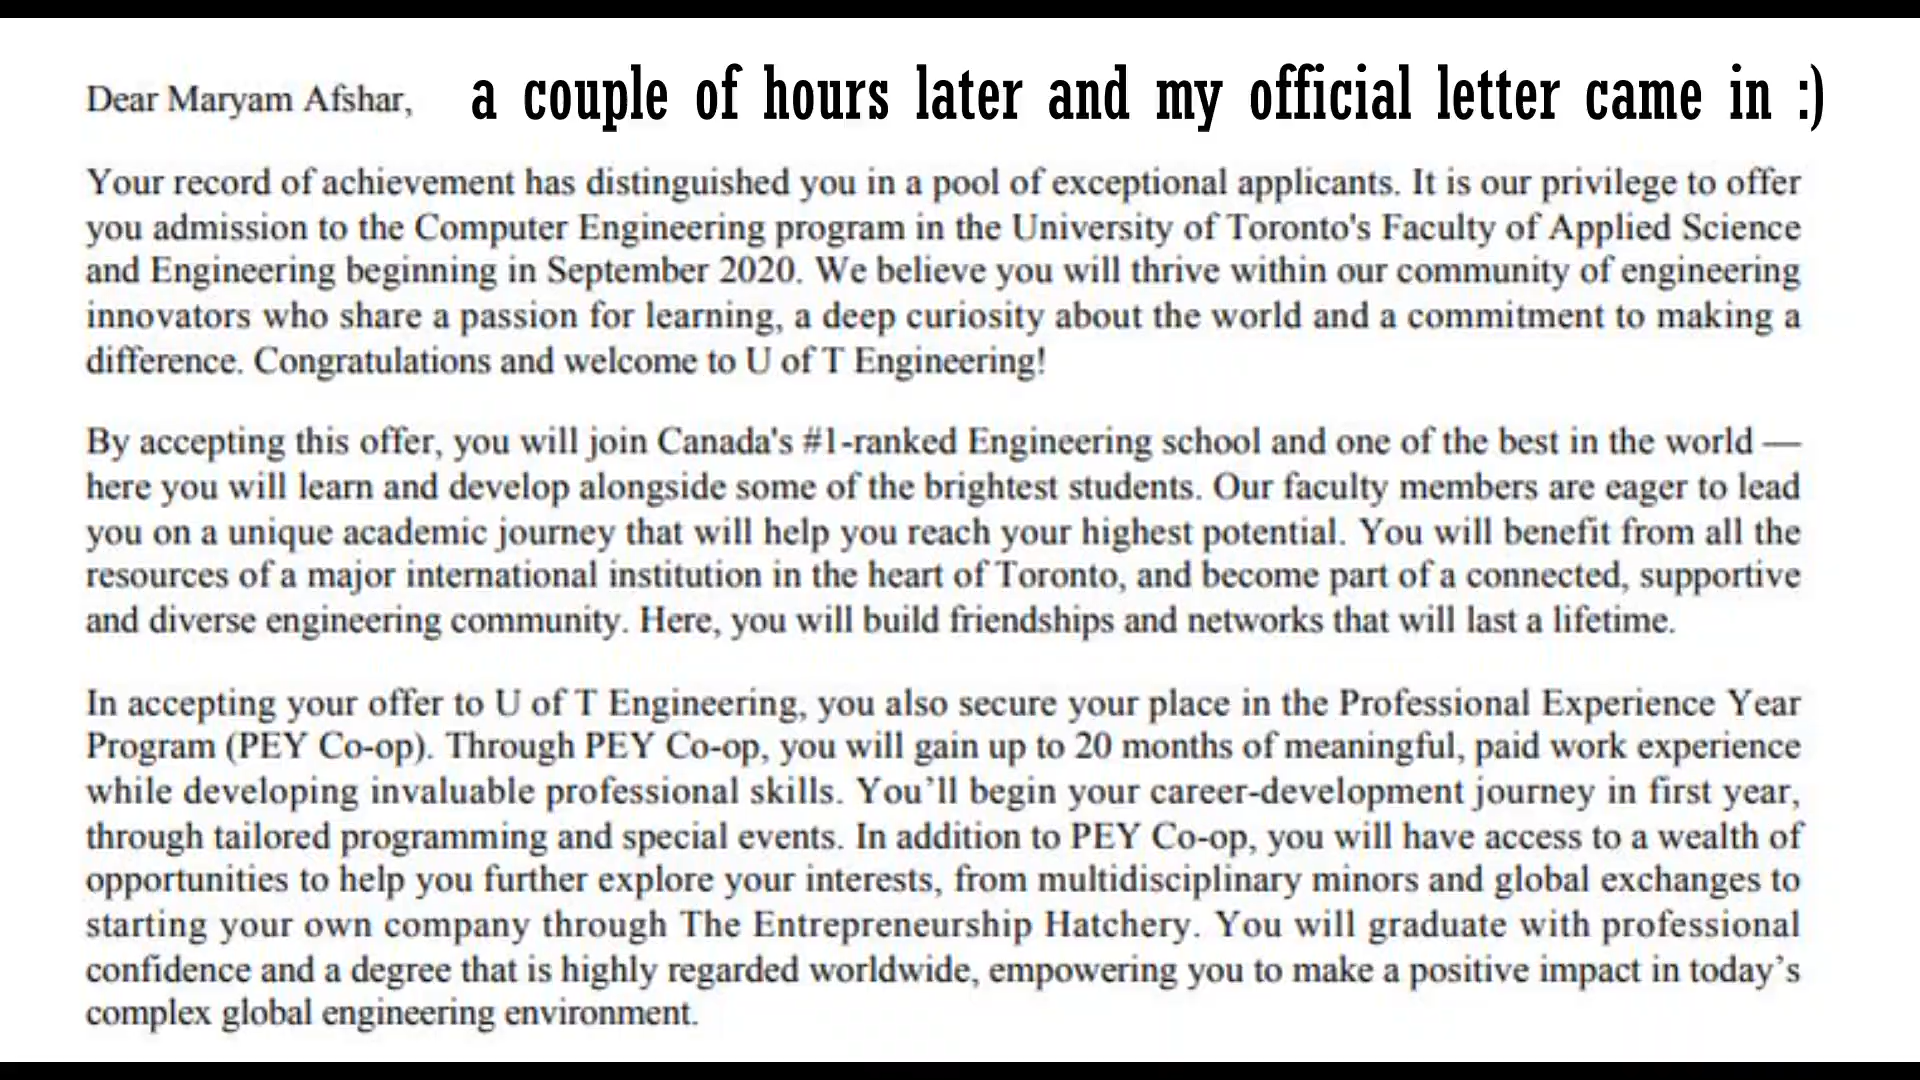 Dear Maryam Afshar,
a couple of hours later and my official letter came in :)
Your record of achievement has distinguished you in a pool of exceptional applicants. It is our privilege to offer
you admission to the Computer Engineering program in the University of Toronto's Faculty of Applied Science
and Engineering beginning in September 2020. We believe you will thrive within our community of engineering
innovators who share a passion for learning, a deep curiosity about the world and a commitment to making a
difference. Congratulations and welcome to U of T Engineering!
By accepting this offer, you will join Canada's #1-ranked Engineering school and one of the best in the world —
here you will learn and develop alongside some of the brightest students. Our faculty members are eager to lead
you on a unique academic journey that will help you reach your highest potential. You will benefit from all the
resources of a major international institution in the heart of Toronto, and become part of a connected, supportive
and diverse engineering community. Here, you will build friendships and networks that will last a lifetime.
In accepting your offer to U of T Engineering, you also secure your place in the Professional Experience Year
Program (PEY Co-op). Through PEY Co-op, you will gain up to 20 months of meaningful, paid work experience
while developing invaluable professional skills. You’ll begin your career-development journey in first year,
through tailored programming and special events. In addition to PEY Co-op, you will have access to a wealth of
opportunities to help you further explore your interests, from multidisciplinary minors and global exchanges to
starting your own company through The Entrepreneurship Hatchery. You will graduate with professional
confidence and a degree that is highly regarded worldwide, empowering you to make a positive impact in today’s
complex global engineering environment.